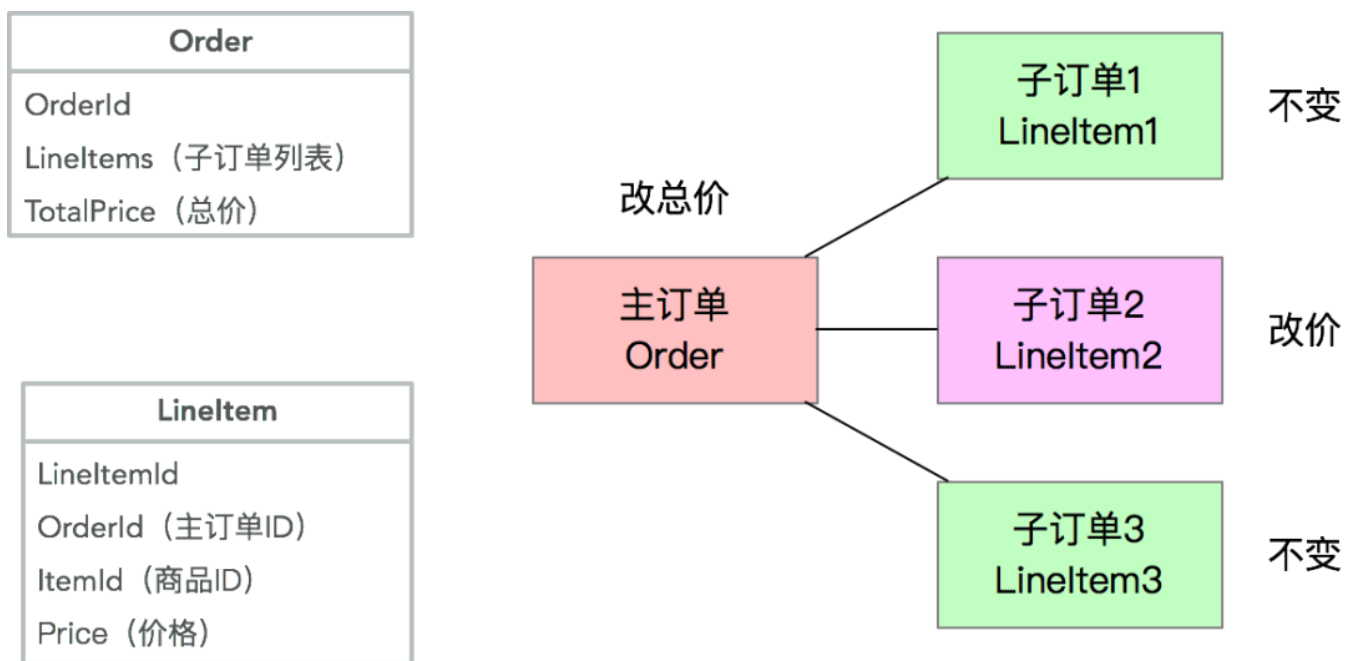 Order
OrderId
LineItems（子订单列表）
TotalPrice（总价）
LineItem
LineItemId
OrderId（主订单ID）
ItemId（商品ID）
Price（价格）
改总价
主订单
Order
子订单1
LineItem1
不变
子订单2
LineItem2
改价
子订单3
LineItem3
不变